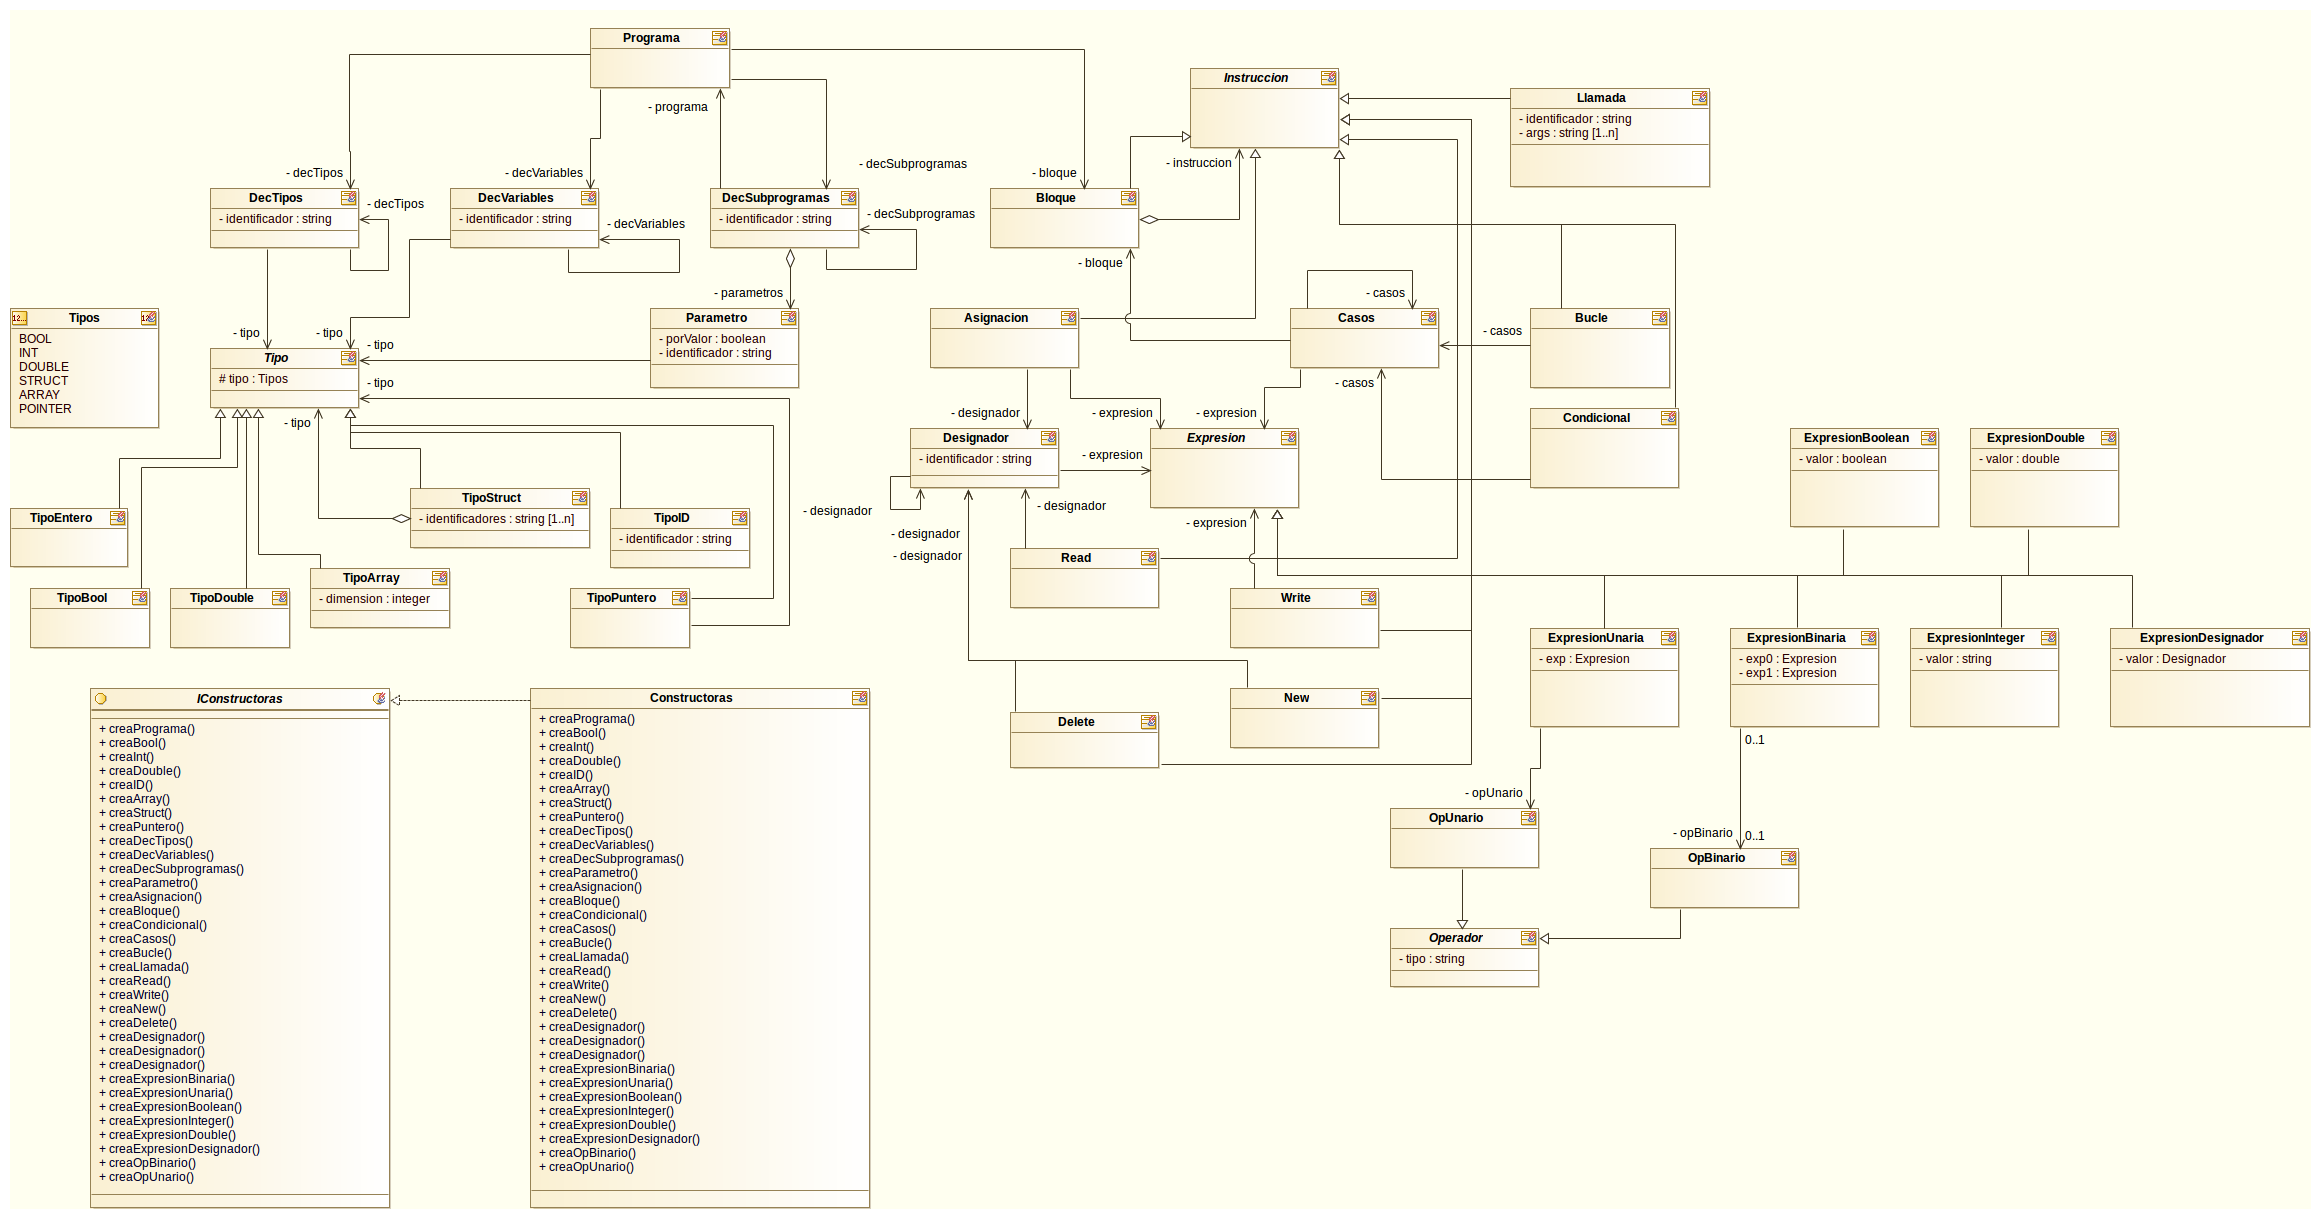 Programa
- programa
- decTipos
- decVariables
- decSubprogramas
- bloque
Instruccion
- instruccion
Llamada
- identificador : string
- args : string [1..n]
DecTipos
- identificador : string
- decTipos
DecVariables
- identificador : string
- decVariables
DecSubprogramas
- identificador : string
- decSubprogramas
Bloque
- bloque
- parametros
- casos
Tipos
BOOL
INT
DOUBLE
STRUCT
ARRAY
POINTER
- tipo
- tipo
- tipo
- tipo
- tipo
Tipo
# tipo : Tipos
Parametro
- porValor : boolean
- identificador : string
Asignacion
Casos
- casos
Bucle
- casos
Condicional
- designador
- expresion
- expresion
Designador
- identificador : string
- expresion
Expresion
ExpresionBoolean
- valor : boolean
ExpresionDouble
- valor : double
TipoEntero
TipoStruct
- identificadores : string [1..n]
TipoID
- identificador : string
- designador
- designador
- designador
- designador
- expresion
TipoBool
TipoDouble
TipoArray
- dimension : integer
TipoPuntero
Read
Write
ExpresionUnaria
- exp : Expresion
ExpresionBinaria
- exp0 : Expresion
- exp1 : Expresion
ExpresionInteger
- valor : string
ExpresionDesignador
- valor : Designador
New
Delete
0..1
- opUnario
- opBinario
0..1
OpUnario
OpBinario
Operador
- tipo : string
IConstructoras
+ creaPrograma()
+ creaBool()
+ creaInt()
+ creaDouble()
+ creaID()
+ creaArray()
+ creaStruct()
+ creaPuntero()
+ creaDecTipos()
+ creaDecVariables()
+ creaDecSubprogramas()
+ creaParametro()
+ creaAsignacion()
+ creaBloque()
+ creaCondicional()
+ creaCasos()
+ creaBucle()
+ creaLlamada()
+ creaRead()
+ creaWrite()
+ creaNew()
+ creaDelete()
+ creaDesignador()
+ creaDesignador()
+ creaDesignador()
+ creaExpresionBinaria()
+ creaExpresionUnaria()
+ creaExpresionBoolean()
+ creaExpresionInteger()
+ creaExpresionDouble()
+ creaExpresionDesignador()
+ creaOpBinario()
+ creaOpUnario()
Constructoras
+ creaPrograma()
+ creaBool()
+ creaInt()
+ creaDouble()
+ creaID()
+ creaArray()
+ creaStruct()
+ creaPuntero()
+ creaDecTipos()
+ creaDecVariables()
+ creaDecSubprogramas()
+ creaParametro()
+ creaAsignacion()
+ creaBloque()
+ creaCondicional()
+ creaCasos()
+ creaBucle()
+ creaLlamada()
+ creaRead()
+ creaWrite()
+ creaNew()
+ creaDelete()
+ creaDesignador()
+ creaDesignador()
+ creaDesignador()
+ creaExpresionBinaria()
+ creaExpresionUnaria()
+ creaExpresionBoolean()
+ creaExpresionInteger()
+ creaExpresionDouble()
+ creaExpresionDesignador()
+ creaOpBinario()
+ creaOpUnario()